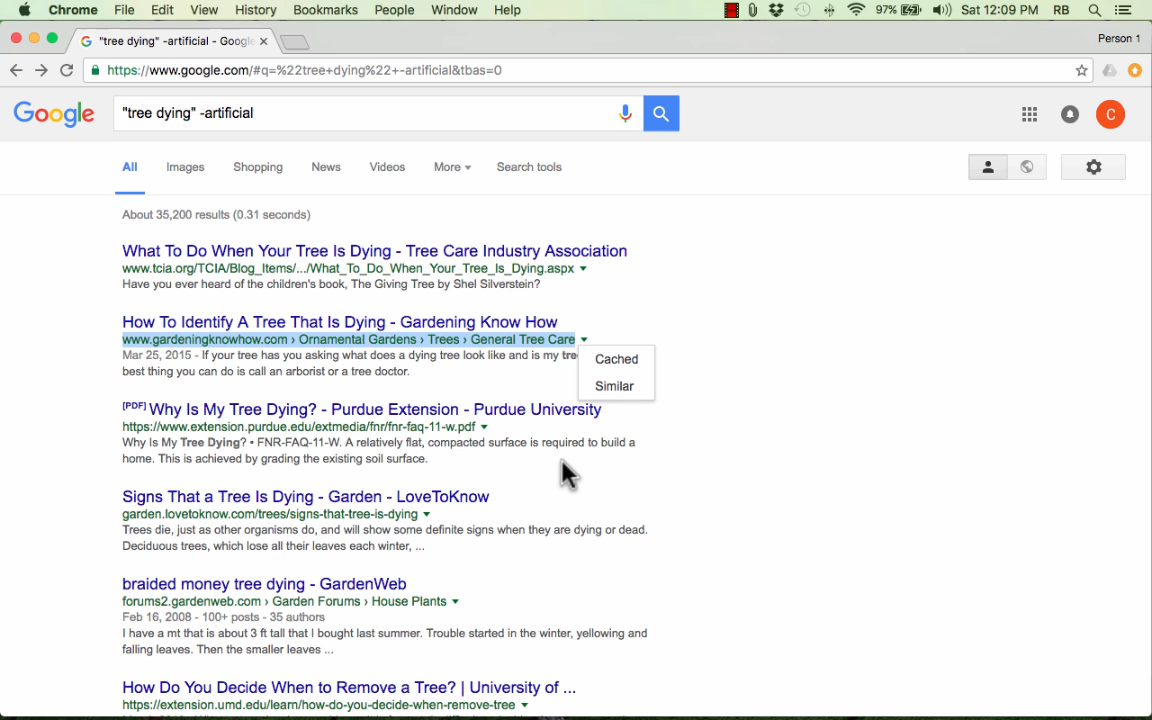 Chrome File Edit View History Bookmarks People Window Help 97% Sat 12:09 PM RB
"tree dying" -artificial - Google Person 1
https://www.google.com/#q=%22tree+dying%22+-artificial&tbas=0
Google "tree dying" -artificial C
All Images Shopping News Videos More Search tools
About 35,200 results (0.31 seconds)
What To Do When Your Tree Is Dying - Tree Care Industry Association
www.tcia.org/TCIA/Blog_Items/.../What_To_Do_When_Your_Tree_Is_Dying.aspx
Have you ever heard of the children's book, The Giving Tree by Shel Silverstein?
How To Identify A Tree That Is Dying - Gardening Know How
www.gardeningknowhow.com › Ornamental Gardens › Trees › General Tree Care
Mar 25, 2015 - If your tree has you asking what does a dying tree look like and is my
best thing you can do is call an arborist or a tree doctor.
Cached
Similar
[PDF] Why Is My Tree Dying? - Purdue Extension - Purdue University
https://www.extension.purdue.edu/extmedia/fnr/fnr-faq-11-w.pdf
Why Is My Tree Dying? • FNR-FAQ-11-W. A relatively flat, compacted surface is required to build a
home. This is achieved by grading the existing soil surface.
Signs That a Tree Is Dying - Garden - LoveToKnow
garden.lovetoknow.com/trees/signs-that-tree-is-dying
Trees die, just as other organisms do, and will show some definite signs when they are dying or dead.
Deciduous trees, which lose all their leaves each winter, ...
braided money tree dying - GardenWeb
forums2.gardenweb.com › Garden Forums › House Plants
Feb 16, 2008 - 100+ posts - 35 authors
I have a mt that is about 3 ft tall that I bought last summer. Trouble started in the winter, yellowing and
falling leaves. Then the smaller leaves ...
How Do You Decide When to Remove a Tree? | University of ...
https://extension.umd.edu/learn/how-do-you-decide-when-remove-tree